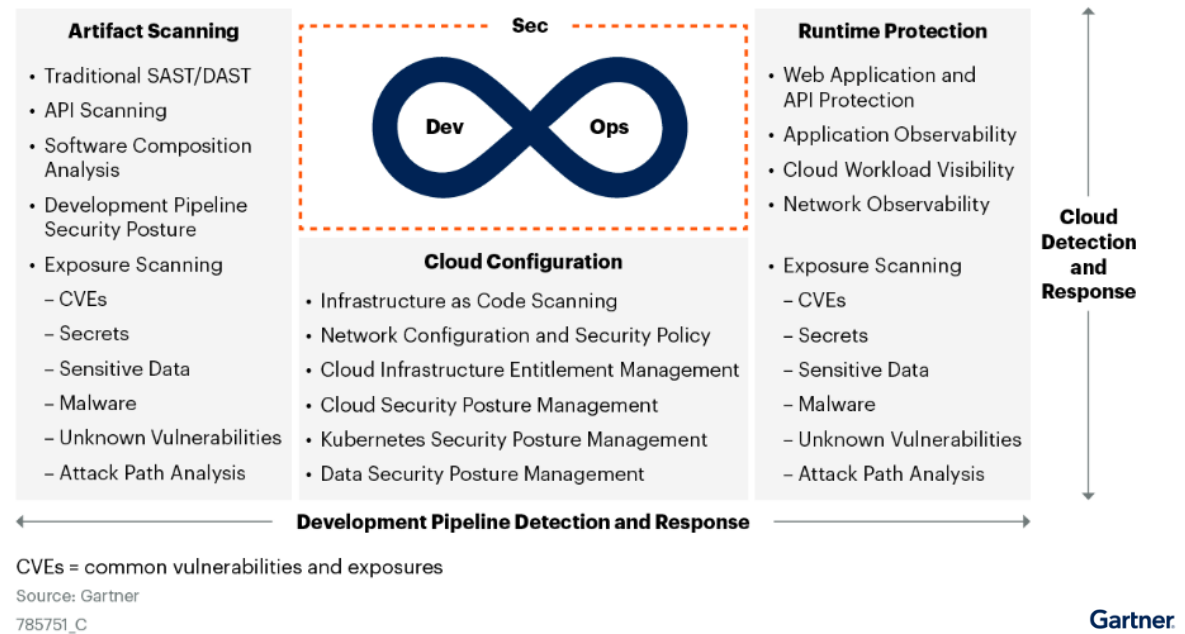 Artifact Scanning
• Traditional SAST/DAST
• API Scanning
• Software Composition
Analysis
• Development Pipeline
Security Posture
• Exposure Scanning
– CVEs
– Secrets
– Sensitive Data
– Malware
– Unknown Vulnerabilities
– Attack Path Analysis
Sec
Dev
Ops
Cloud Configuration
• Infrastructure as Code Scanning
• Network Configuration and Security Policy
• Cloud Infrastructure Entitlement Management
• Cloud Security Posture Management
• Kubernetes Security Posture Management
• Data Security Posture Management
Runtime Protection
• Web Application and
API Protection
• Application Observability
• Cloud Workload Visibility
• Network Observability
• Exposure Scanning
– CVEs
– Secrets
– Sensitive Data
– Malware
– Unknown Vulnerabilities
– Attack Path Analysis
Cloud
Detection
and
Response
Development Pipeline Detection and Response
CVEs = common vulnerabilities and exposures
Source: Gartner
785751_C
Gartner